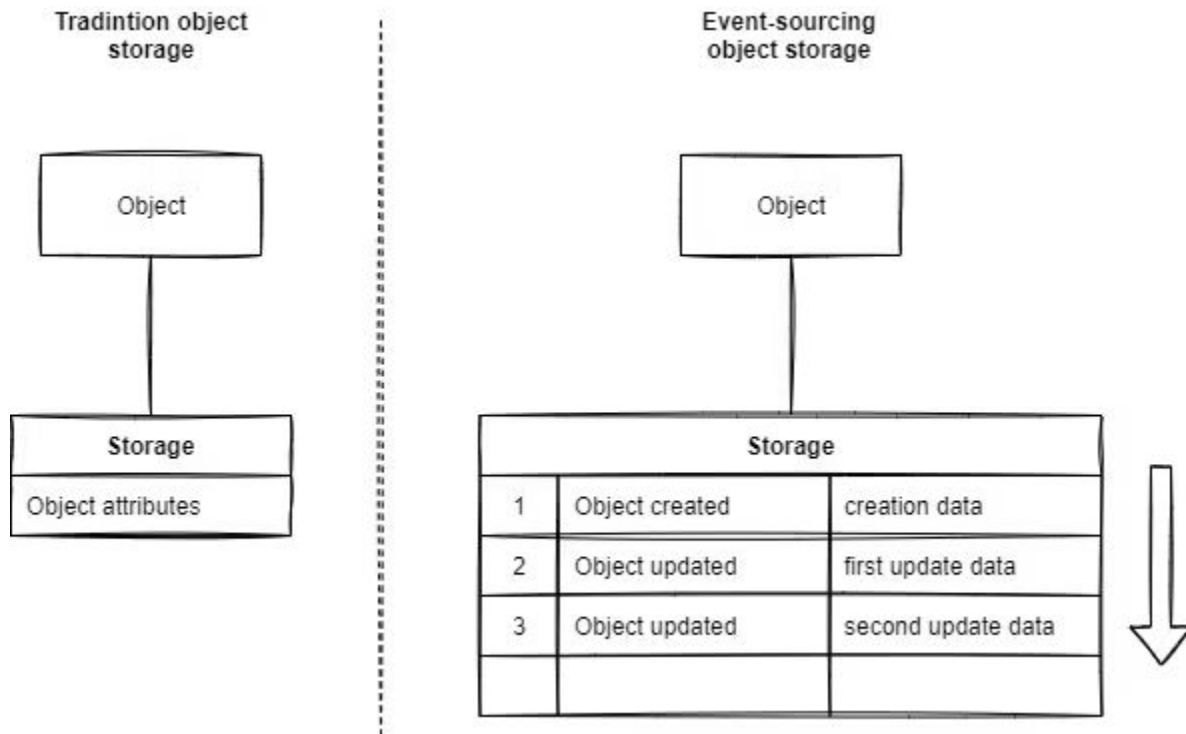 Tradintion object
storage
Object
Storage
Object attributes
Event-sourcing
object storage
Object
Storage
1 Object created creation data
2 Object updated first update data
3 Object updated second update data